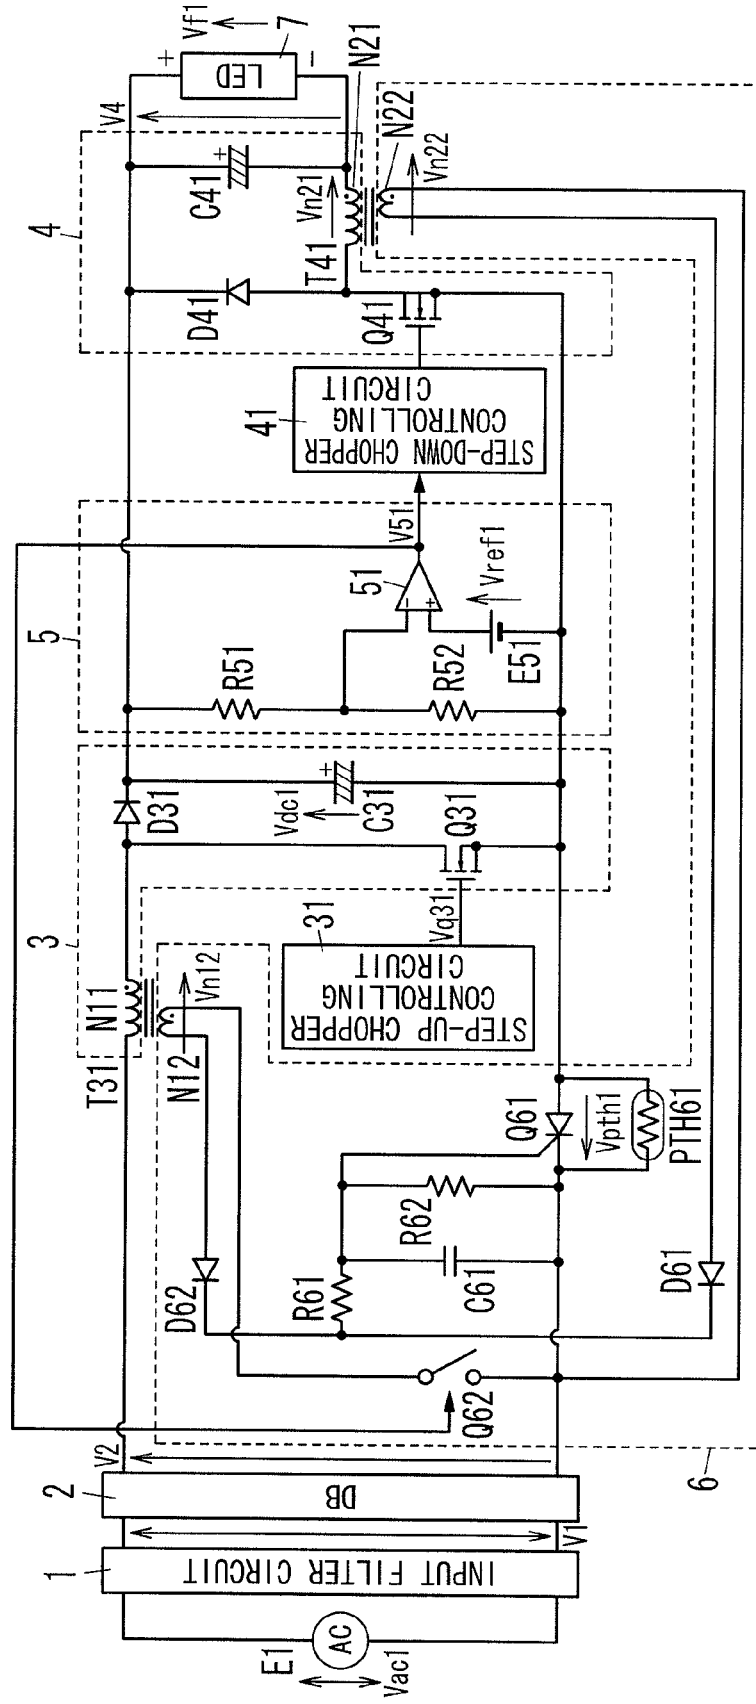 E1
AC
Vac1
1
INPUT FILTER CIRCUIT
V1
2
DB
V2
6
3
T31
N11
N12
Vn12
D62
R61
R62
C61
Q62
Q61
Vpth1
PTH61
D61
31
STEP-UP CHOPPER
CONTROLLING
CIRCUIT
Vq31
Q31
D31
Vdc1
+
C31
5
R51
R52
51
-
+
V51
Vref1
E51
41
STEP-DOWN CHOPPER
CONTROLLING
CIRCUIT
4
D41
Q41
C41
+
T41
Vn21
N21
N22
Vn22
V4
+
LED
-
Vf1
7